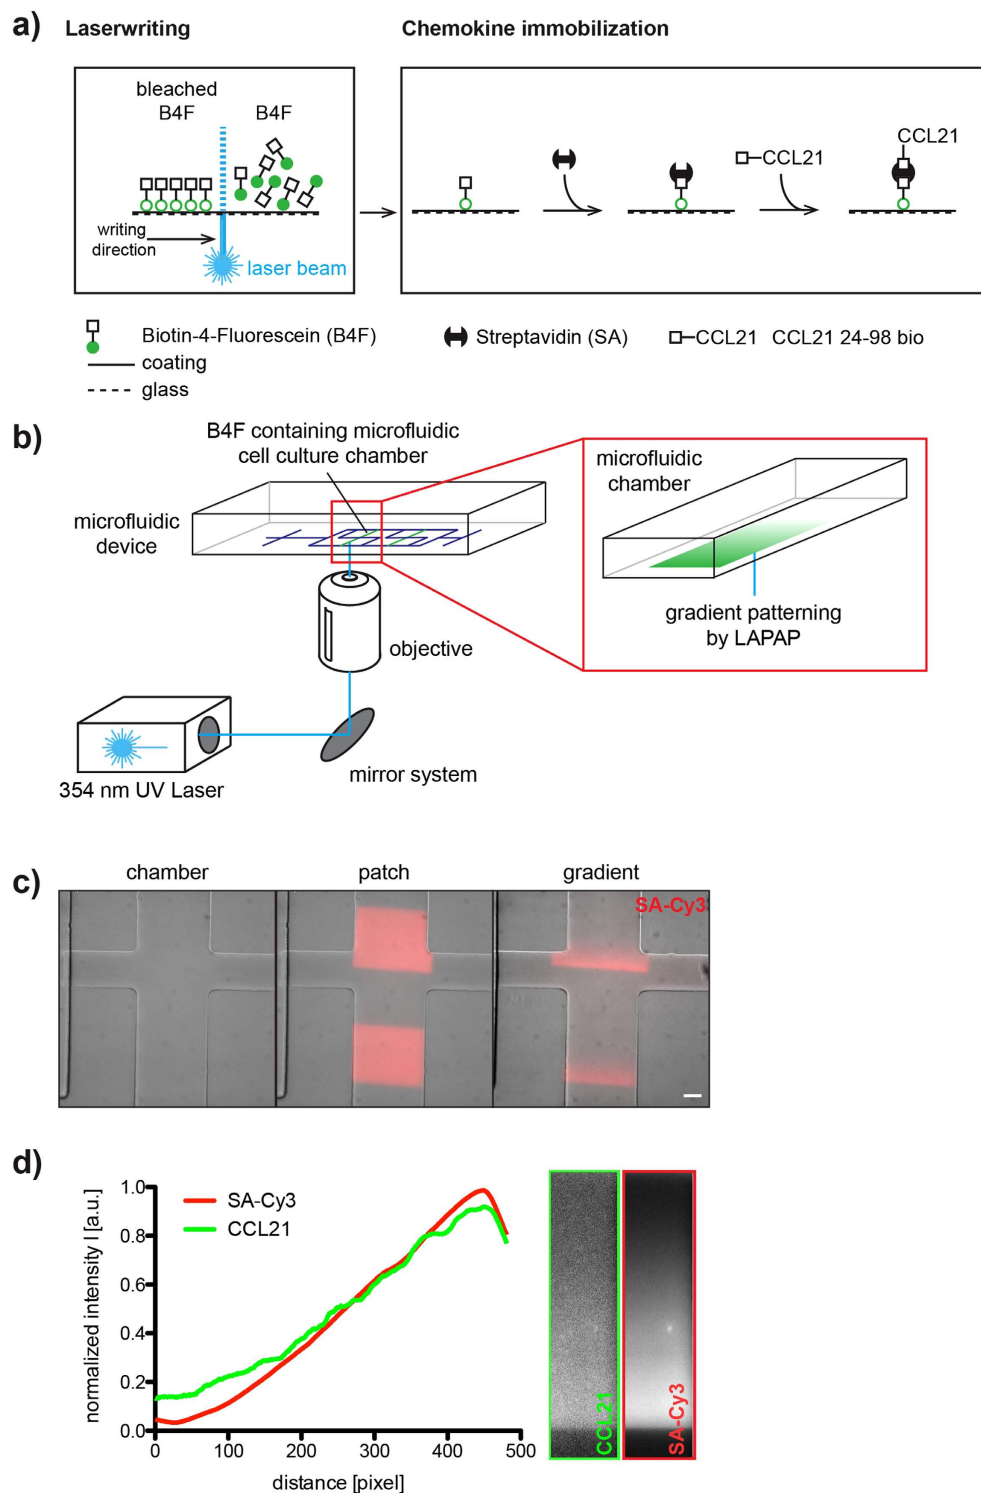 a) Laserwriting Chemokine immobilization
bleached
B4F B4F
writing
direction
laser beam
CCL21
CCL21
Biotin-4-Fluorescein (B4F)
coating
glass
Streptavidin (SA)
CCL21 CCL21 24-98 bio
b)
B4F containing microfluidic
cell culture chamber
microfluidic
device
objective
mirror system
354 nm UV Laser
microfluidic
chamber
gradient patterning
by LAPAP
c)
chamber patch gradient
SA-Cy3
d)
normalized intensity I [a.u.]
1.0
0.8
0.6
0.4
0.2
0.0
SA-Cy3
CCL21
0 100 200 300 400 500
distance [pixel]
CCL21
SA-Cy3